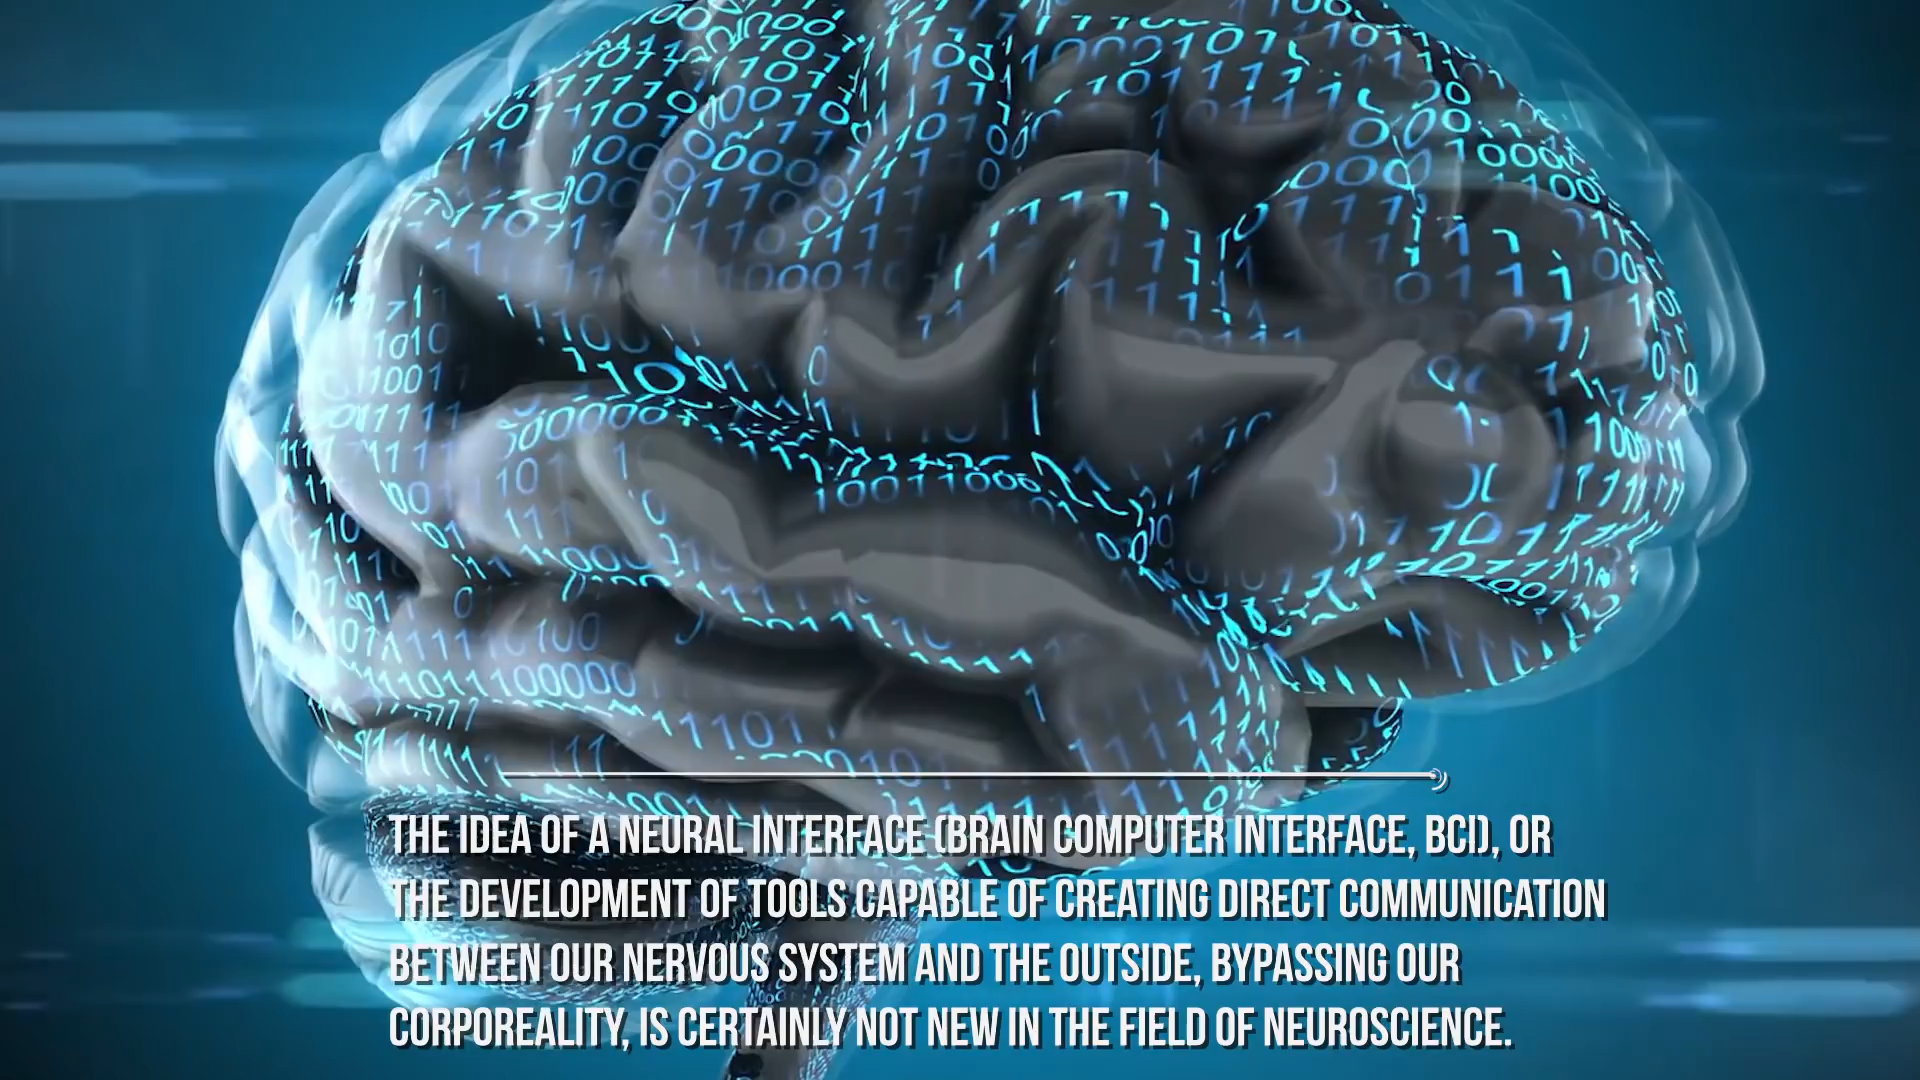 THE IDEA OF A NEURAL INTERFACE (BRAIN COMPUTER INTERFACE, BCI), OR
THE DEVELOPMENT OF TOOLS CAPABLE OF CREATING DIRECT COMMUNICATION
BETWEEN OUR NERVOUS SYSTEM AND THE OUTSIDE, BYPASSING OUR
CORPOREALITY, IS CERTAINLY NOT NEW IN THE FIELD OF NEUROSCIENCE.